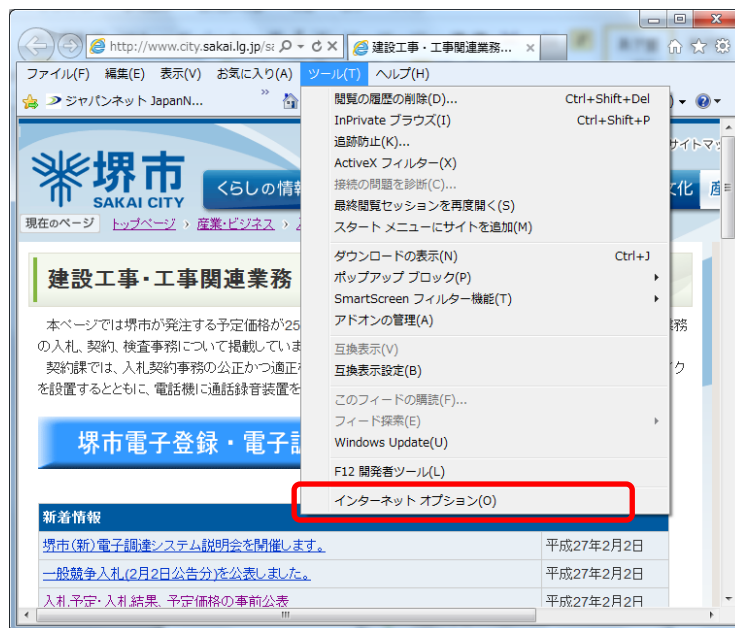 http://www.city.sakai.lg.jp/sa
建設工事・工事関連業務...
ファイル(F) 編集(E) 表示(V) お気に入り(A) ツール(T) ヘルプ(H)
ジャパンネット JapanN...
閲覧の履歴の削除(D)... Ctrl+Shift+Del
InPrivate ブラウズ(I) Ctrl+Shift+P
追跡防止(K)...
ActiveX フィルター(X)
接続の問題を診断(C)...
最終閲覧セッションを再度開く(S)
スタート メニューにサイトを追加(M)
ダウンロードの表示(N) Ctrl+J
ポップアップ ブロック(P)
SmartScreen フィルター機能(T)
アドオンの管理(A)
互換表示(V)
互換表示設定(B)
このフィードの購読(F)...
フィード探索(E)
Windows Update(U)
F12 開発者ツール(L)
インターネット オプション(O)
サイトマッ
堺市
SAKAI CITY
くらしの情報
文化
産
現在のページ トップページ 産業・ビジネス
建設工事・工事関連業務
本ページでは堺市が発注する予定価格が25
務
の入札、契約、検査事務について掲載していま
契約課では、入札契約事務の公正かつ適正
ク
を設置するとともに、電話機に通話録音装置を
堺市電子登録・電子調
新着情報
堺市(新)電子調達システム説明会を開催します。 平成27年2月2日
一般競争入札(2月2日公告分)を公表しました。 平成27年2月2日
入札予定・入札結果、予定価格の事前公表 平成27年2月2日